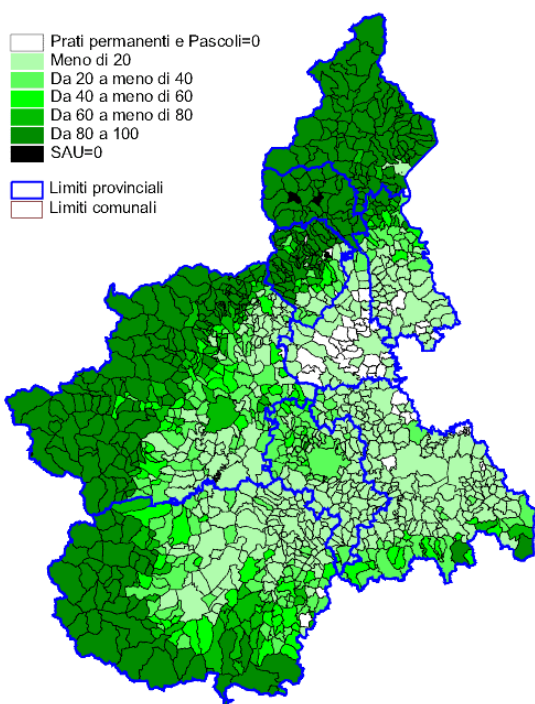 Prati permanenti e Pascoli=0
Meno di 20
Da 20 a meno di 40
Da 40 a meno di 60
Da 60 a meno di 80
Da 80 a 100
SAU=0
Limiti provinciali
Limiti comunali